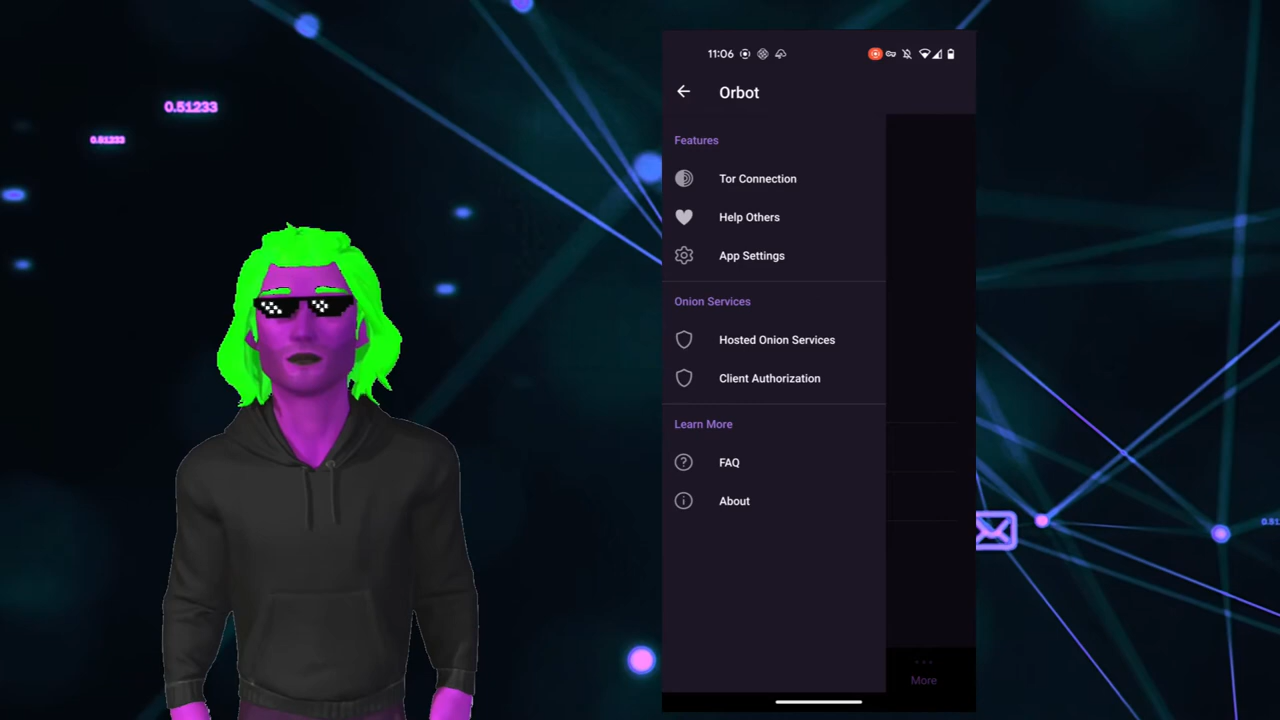 0.51233
0.51233
11:06
Orbot
Features
Tor Connection
Help Others
App Settings
Onion Services
Hosted Onion Services
Client Authorization
Learn More
FAQ
About
More